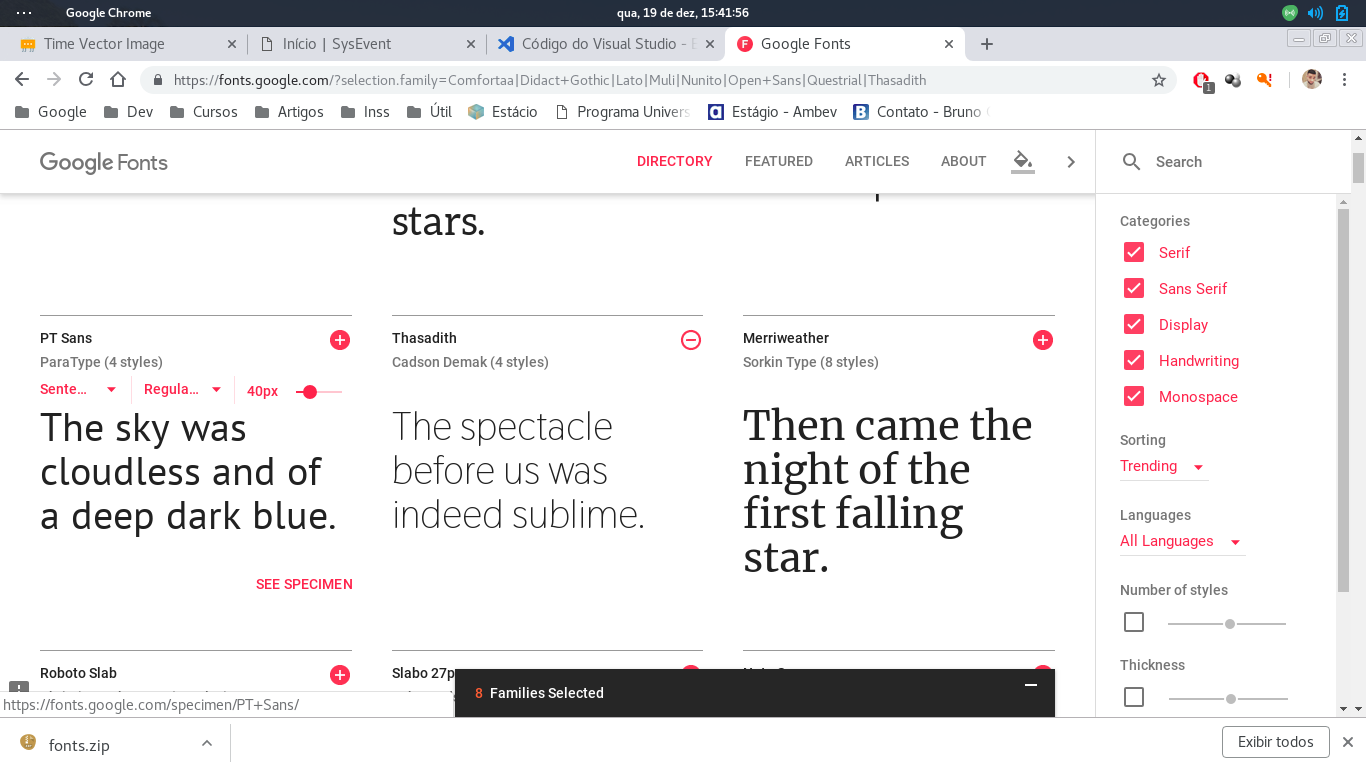 Google Chrome
qua, 19 de dez, 15:41:56
Time Vector Image
Início | SysEvent
Código do Visual Studio - E
Google Fonts
https://fonts.google.com/?selection.family=Comfortaa|Didact+Gothic|Lato|Muli|Nunito|Open+Sans|Questrial|Thasadith
1
Google
Dev
Cursos
Artigos
Inss
Útil
Estácio
Programa Univers
Estágio - Ambev
Contato - Bruno
Google Fonts
DIRECTORY
FEATURED
ARTICLES
ABOUT
Search
stars.
PT Sans
ParaType (4 styles)
Sente...
Regula...
40px
The sky was
cloudless and of
a deep dark blue.
SEE SPECIMEN
Thasadith
Cadson Demak (4 styles)
The spectacle
before us was
indeed sublime.
Merriweather
Sorkin Type (8 styles)
Then came the
night of the
first falling
star.
Roboto Slab
Slabo 27p
8 Families Selected
Categories
Serif
Sans Serif
Display
Handwriting
Monospace
Sorting
Trending
Languages
All Languages
Number of styles
Thickness
https://fonts.google.com/specimen/PT+Sans/
fonts.zip
Exibir todos